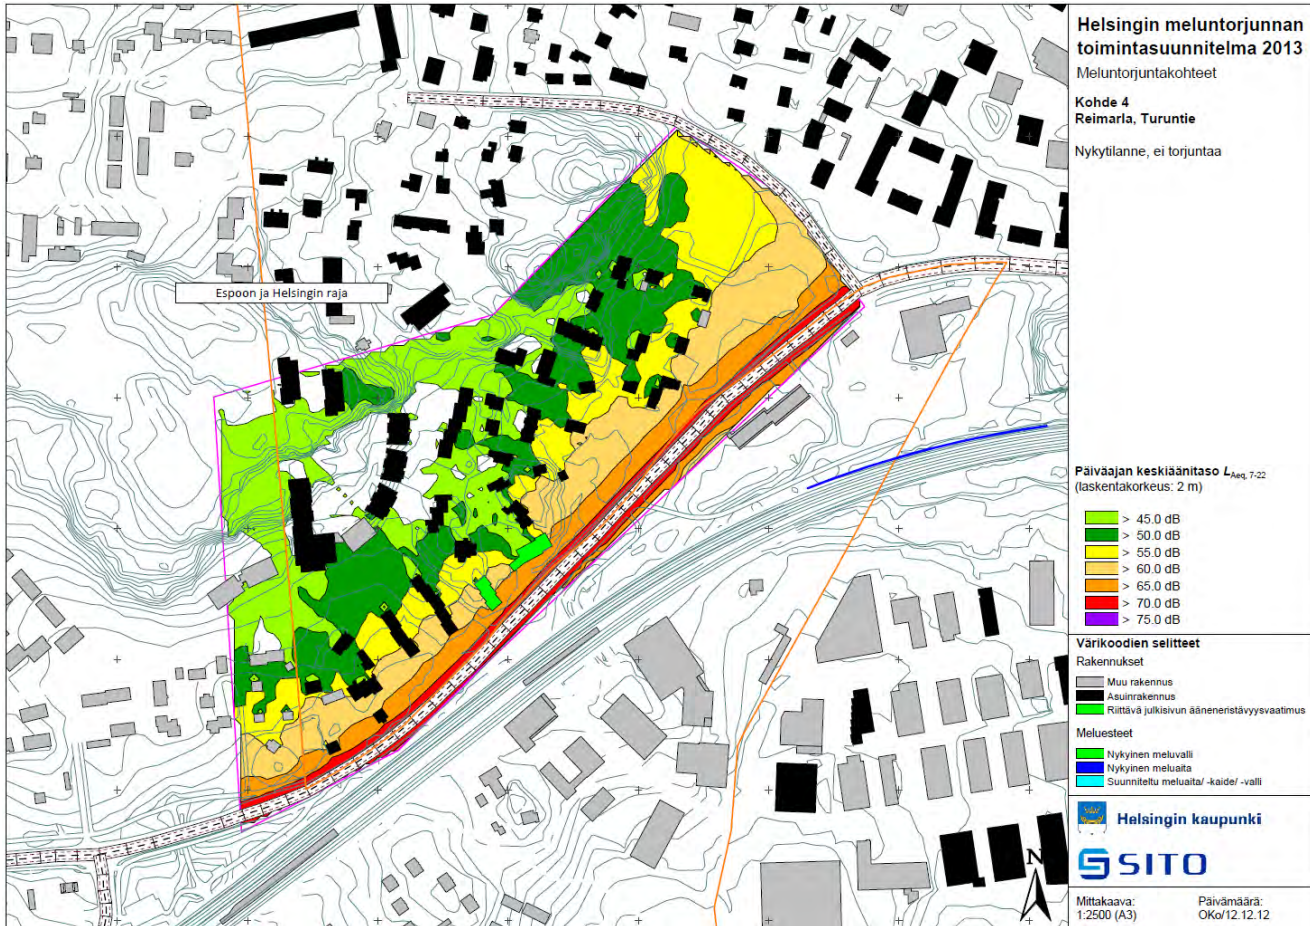 Helsingin meluntorjunnan
toimintasuunnitelma 2013
Meluntorjuntakohteet
Kohde 4
Reimarla, Turuntie
Nykytilanne, ei torjuntaa
Espoon ja Helsingin raja
Päiväajan keskiäänitaso LAeq, 7-22
(laskentakorkeus: 2 m)
> 45.0 dB
> 50.0 dB
> 55.0 dB
> 60.0 dB
> 65.0 dB
> 70.0 dB
> 75.0 dB
Värikoodien selitteet
Rakennukset
Muu rakennus
Asuinrakennus
Riittävä julkisivun ääneneristävyysvaatimus
Meluesteet
Nykyinen meluvalli
Nykyinen meluaita
Suunniteltu meluaita/ -kaide/ -valli
Helsingin kaupunki
SITO
N
Mittakaava:
1:2500 (A3)
Päivämäärä:
OKo/12.12.12